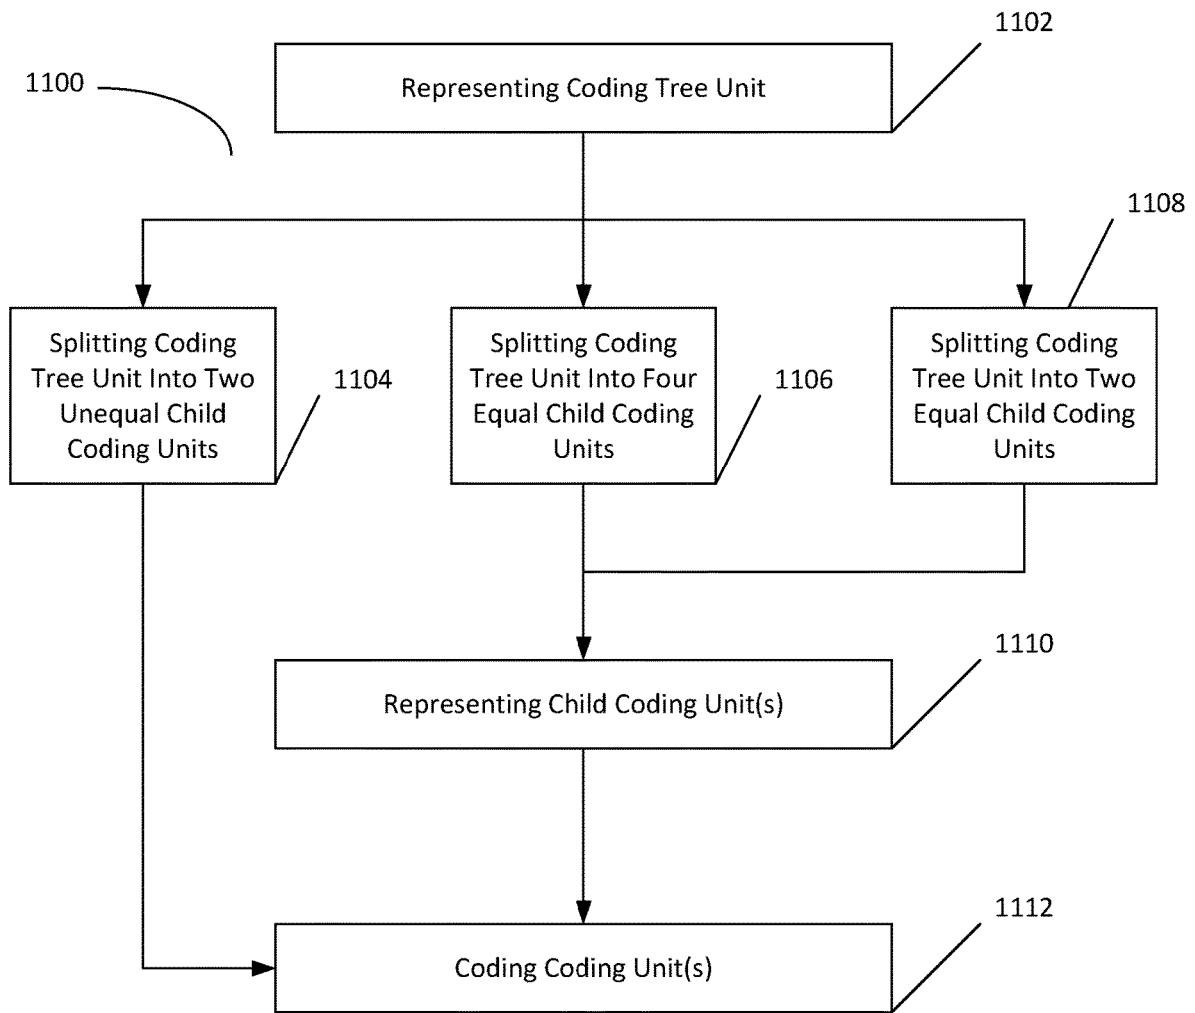 1102
Representing Coding Tree Unit
1100
1108
Splitting Coding
Tree Unit Into Two
Unequal Child
Coding Units
1104
Splitting Coding
Tree Unit Into Four
Equal Child Coding
Units
1106
Splitting Coding
Tree Unit Into Two
Equal Child Coding
Units
1110
Representing Child Coding Unit(s)
1112
Coding Coding Unit(s)